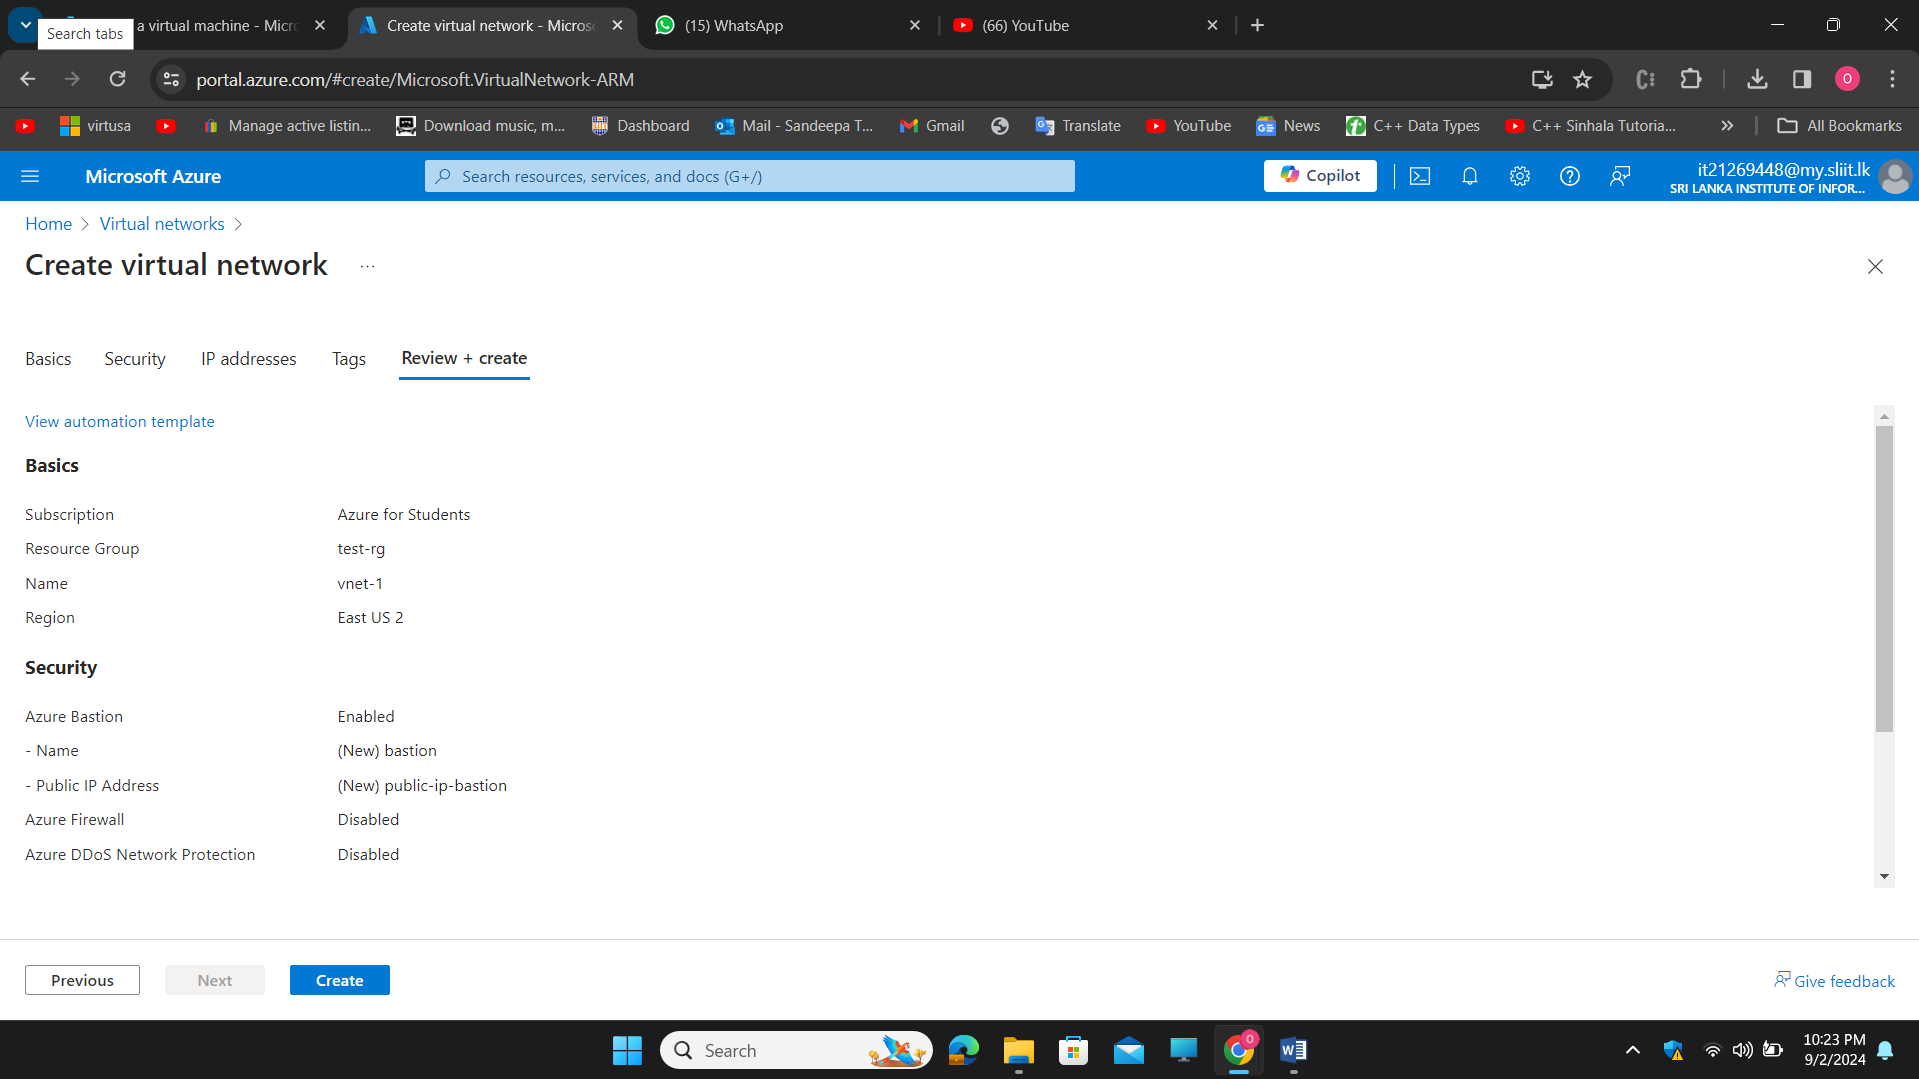 a virtual machine - Micro
Create virtual network - Microso
(15) WhatsApp
(66) YouTube
Search tabs
portal.azure.com/#create/Microsoft.VirtualNetwork-ARM
O
virtusa
Manage active listin...
Download music, m...
Dashboard
Mail - Sandeepa T...
Gmail
Translate
YouTube
News
C++ Data Types
C++ Sinhala Tutoria...
All Bookmarks
Microsoft Azure
Search resources, services, and docs (G+/)
Copilot
it21269448@my.sliit.lk
SRI LANKA INSTITUTE OF INFOR...
Home > Virtual networks >
Create virtual network ...
Basics Security IP addresses Tags Review + create
View automation template
Basics
Subscription Azure for Students
Resource Group test-rg
Name vnet-1
Region East US 2
Security
Azure Bastion Enabled
- Name (New) bastion
- Public IP Address (New) public-ip-bastion
Azure Firewall Disabled
Azure DDoS Network Protection Disabled
Previous Next Create
Give feedback
Search
10:23 PM
9/2/2024